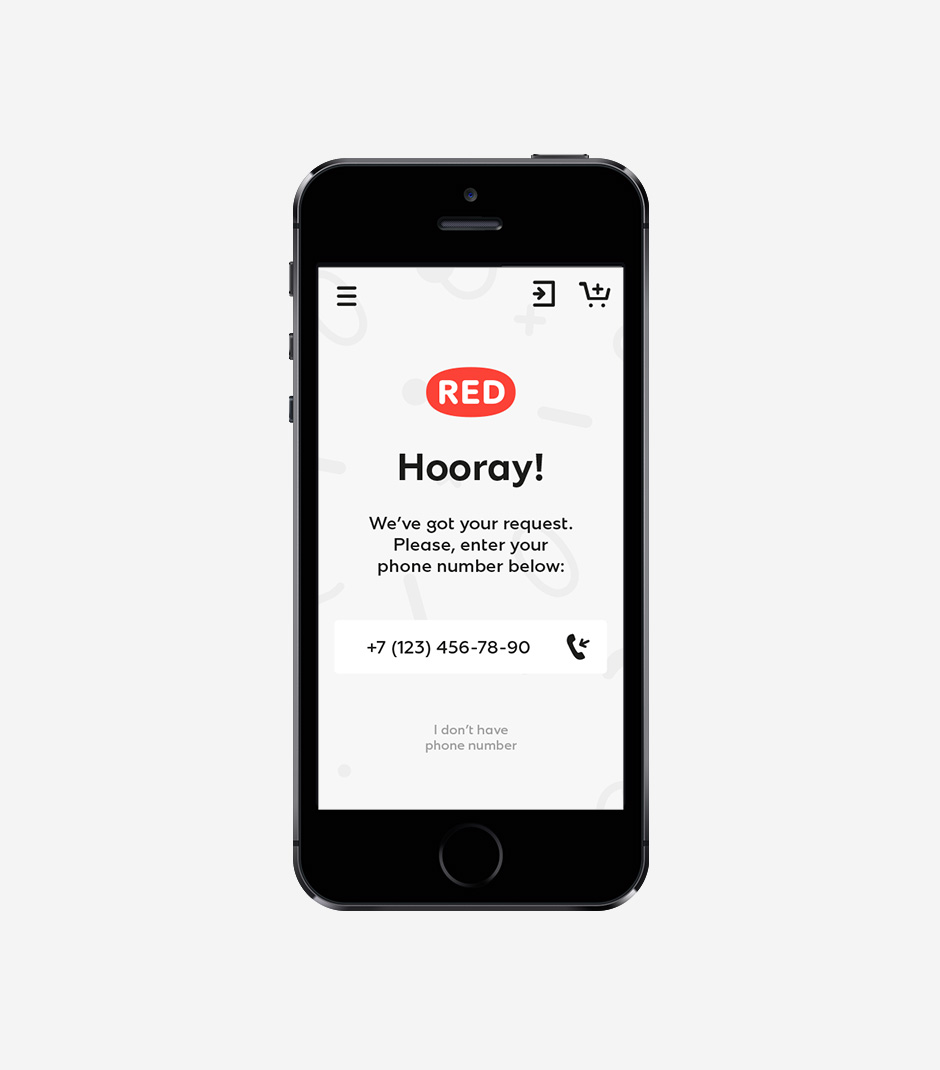 RED
Hooray!
We've got your request.
Please, enter your
phone number below:
+7 (123) 456-78-90
I don't have
phone number